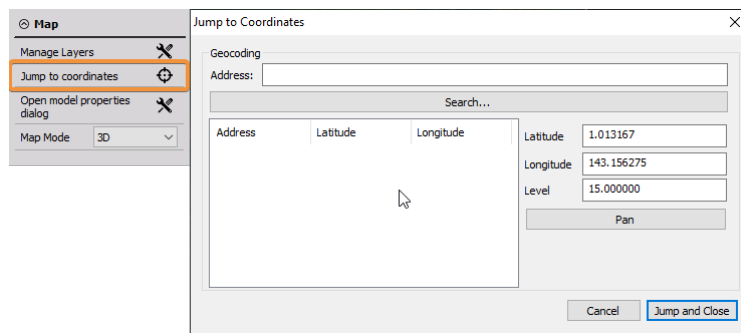 Map
Manage Layers
Jump to coordinates
Open model properties
dialog
Map Mode 3D
Jump to Coordinates
Geocoding
Address:
Search...
Address Latitude Longitude
Latitude 1.013167
Longitude 143.156275
Level 15.000000
Pan
Cancel Jump and Close